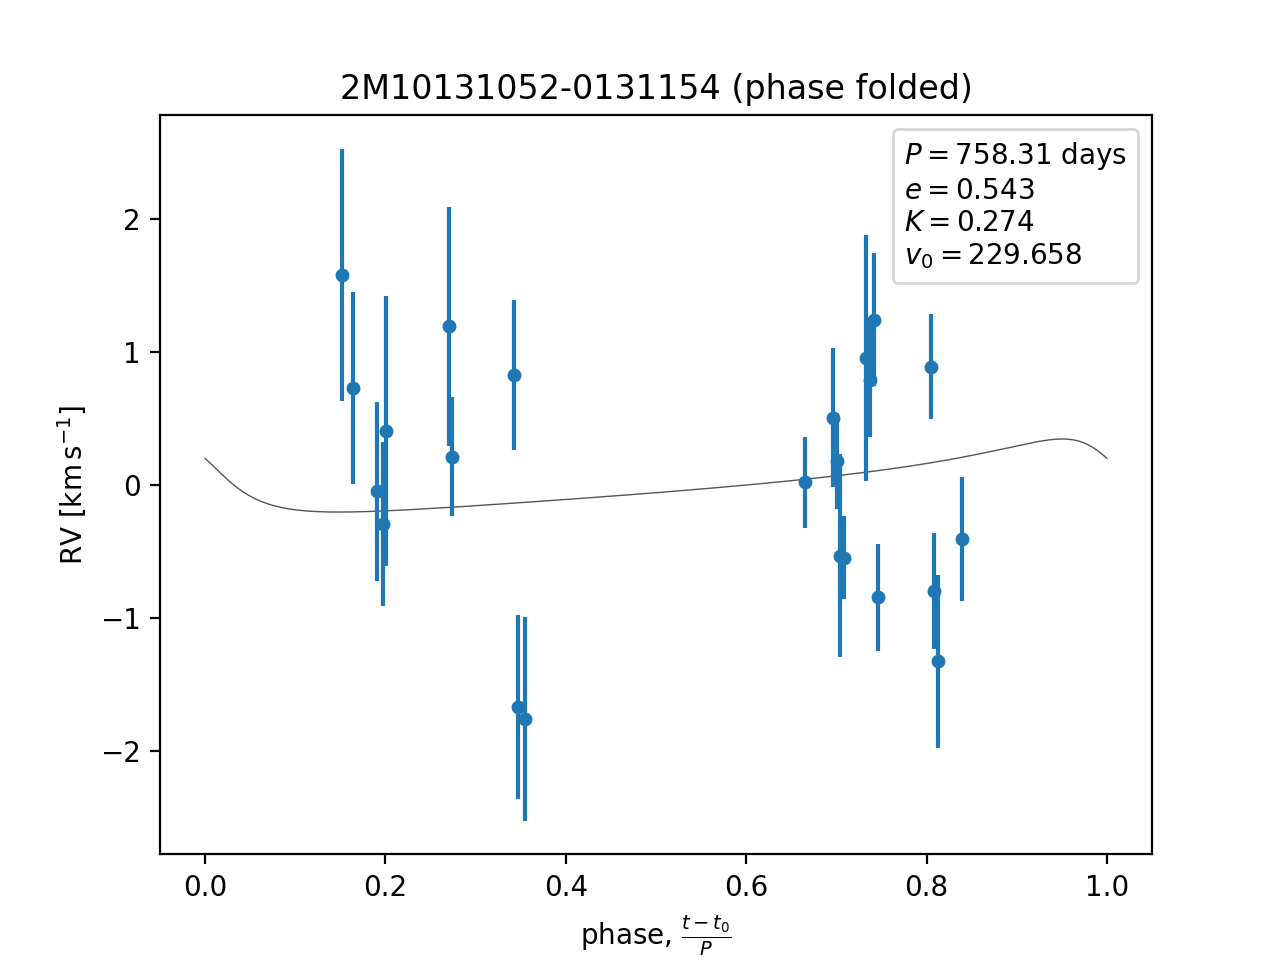 2M10131052-0131154 (phase folded)
P = 758.31 days
e = 0.543
K = 0.274
v₀ = 229.658
2
1
0
−1
−2
RV [km s⁻¹]
0.0 0.2 0.4 0.6 0.8 1.0
phase, (t − t₀)/P